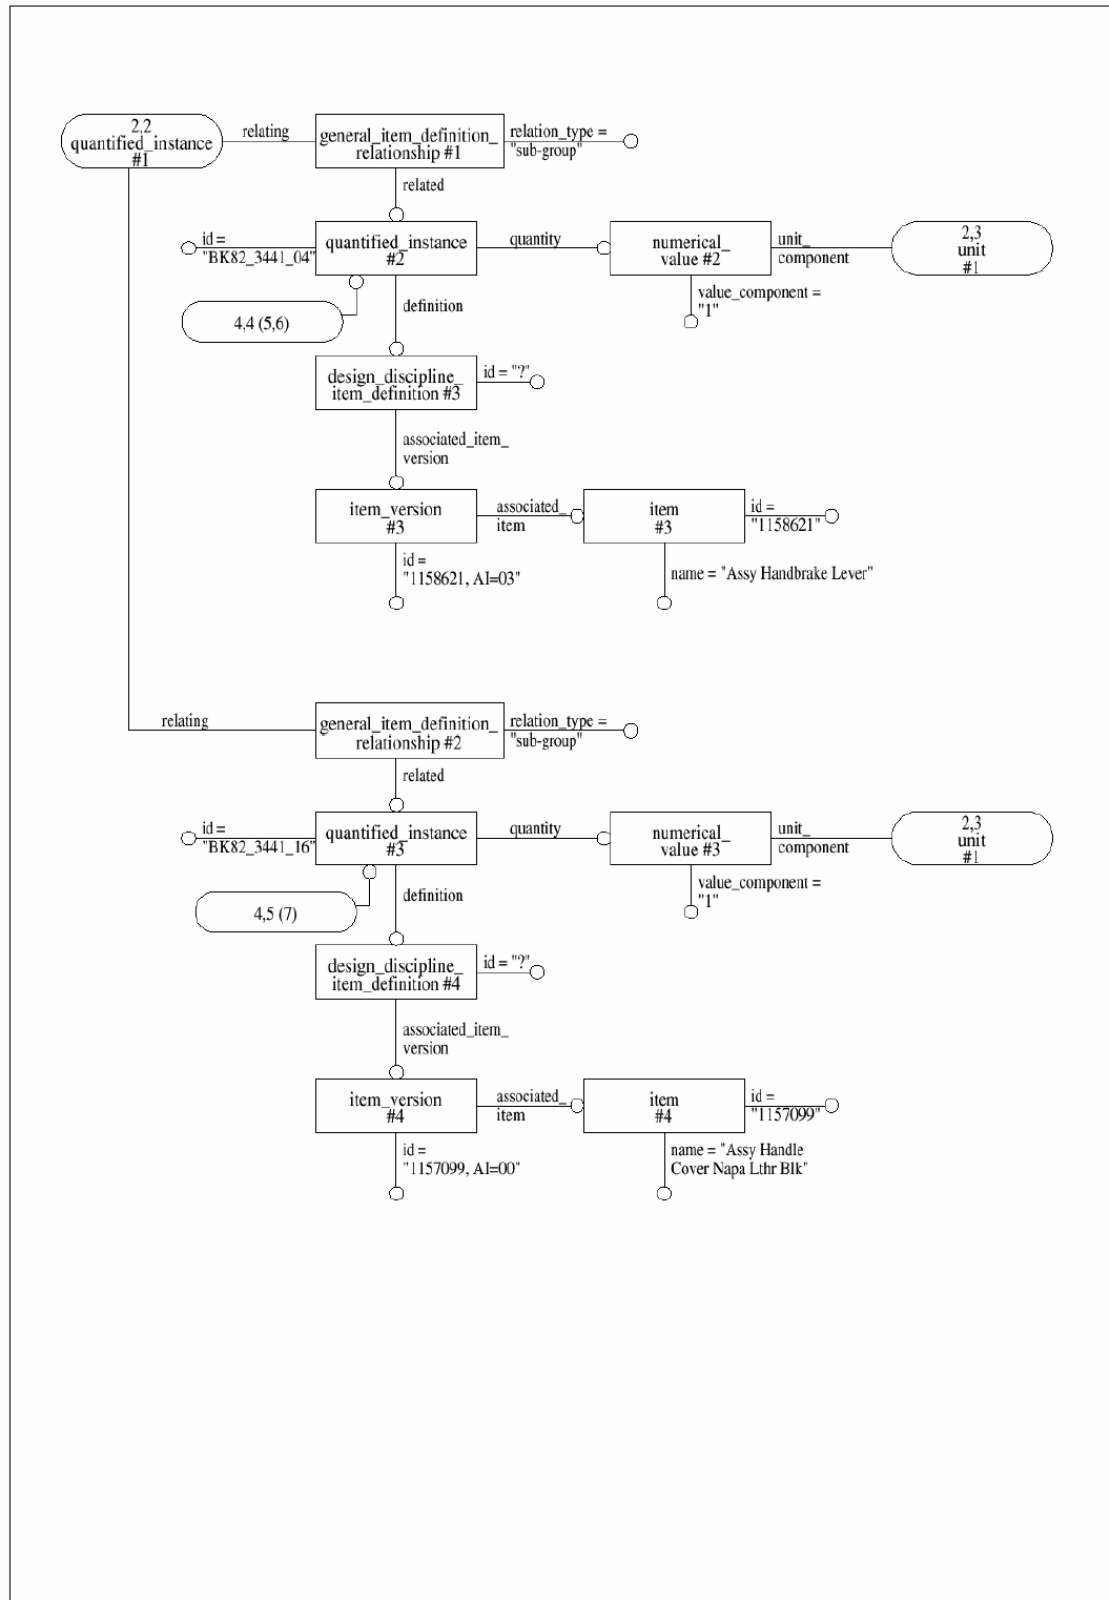 2,2
quantified_instance
#1
relating
general_item_definition_
relationship #1
relation_type =
"sub-group"
related
id =
"BK82_3441_04"
quantified_instance
#2
quantity
numerical_
value #2
unit_
component
2,3
unit
#1
4,4 (5,6)
definition
value_component =
"1"
design_discipline_
item_definition #3
id = "?"
associated_item_
version
item_version
#3
associated_
item
item
#3
id =
"1158621"
id =
"1158621, AI=03"
name = "Assy Handbrake Lever"
relating
general_item_definition_
relationship #2
relation_type =
"sub-group"
related
id =
"BK82_3441_16"
quantified_instance
#3
quantity
numerical_
value #3
unit_
component
2,3
unit
#1
4,5 (7)
definition
value_component =
"1"
design_discipline_
item_definition #4
id = "?"
associated_item_
version
item_version
#4
associated_
item
item
#4
id =
"1157099"
id =
"1157099, AI=00"
name = "Assy Handle
Cover Napa Lthr Blk"